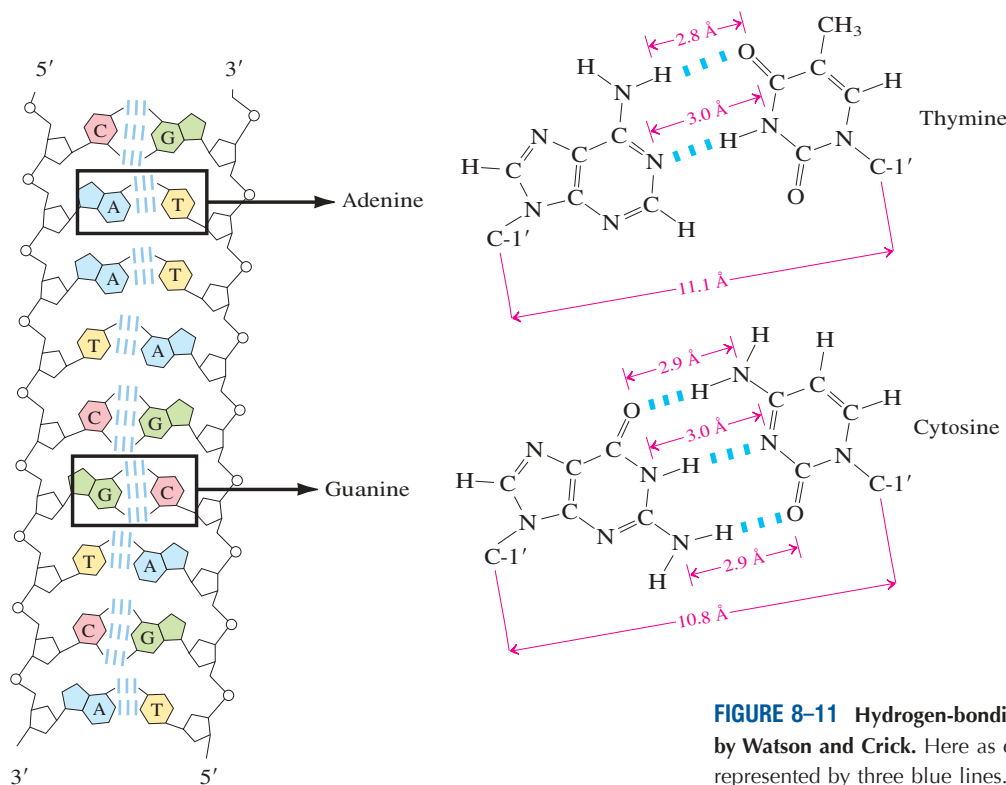 5′ 3′
C G
A T
A T
T A
C G
G C
T A
C G
A T
3′ 5′
Adenine
Guanine
2.8 Å
CH3
H N H O C C H
3.0 Å
Thymine
N C N H N C N
H C C C C
O C-1′
N N C H
C-1′
11.1 Å
H
2.9 Å
H
O H N C C H
3.0 Å
Cytosine
N C N H N C N
H C C C C
C-1′
N C N N H O
C-1′ H
2.9 Å
10.8 Å
FIGURE 8–11 Hydrogen-bondi
by Watson and Crick. Here as
represented by three blue lines.